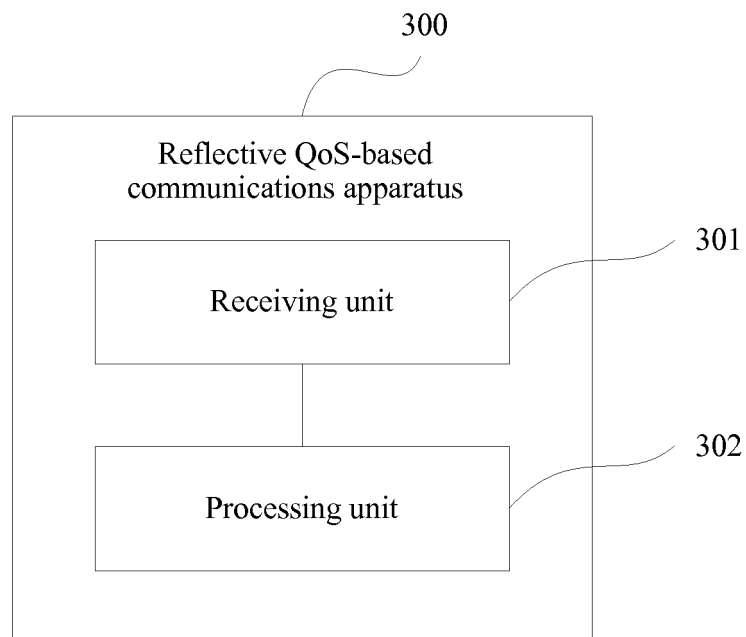 300
Reflective QoS-based
communications apparatus
301
Receiving unit
302
Processing unit